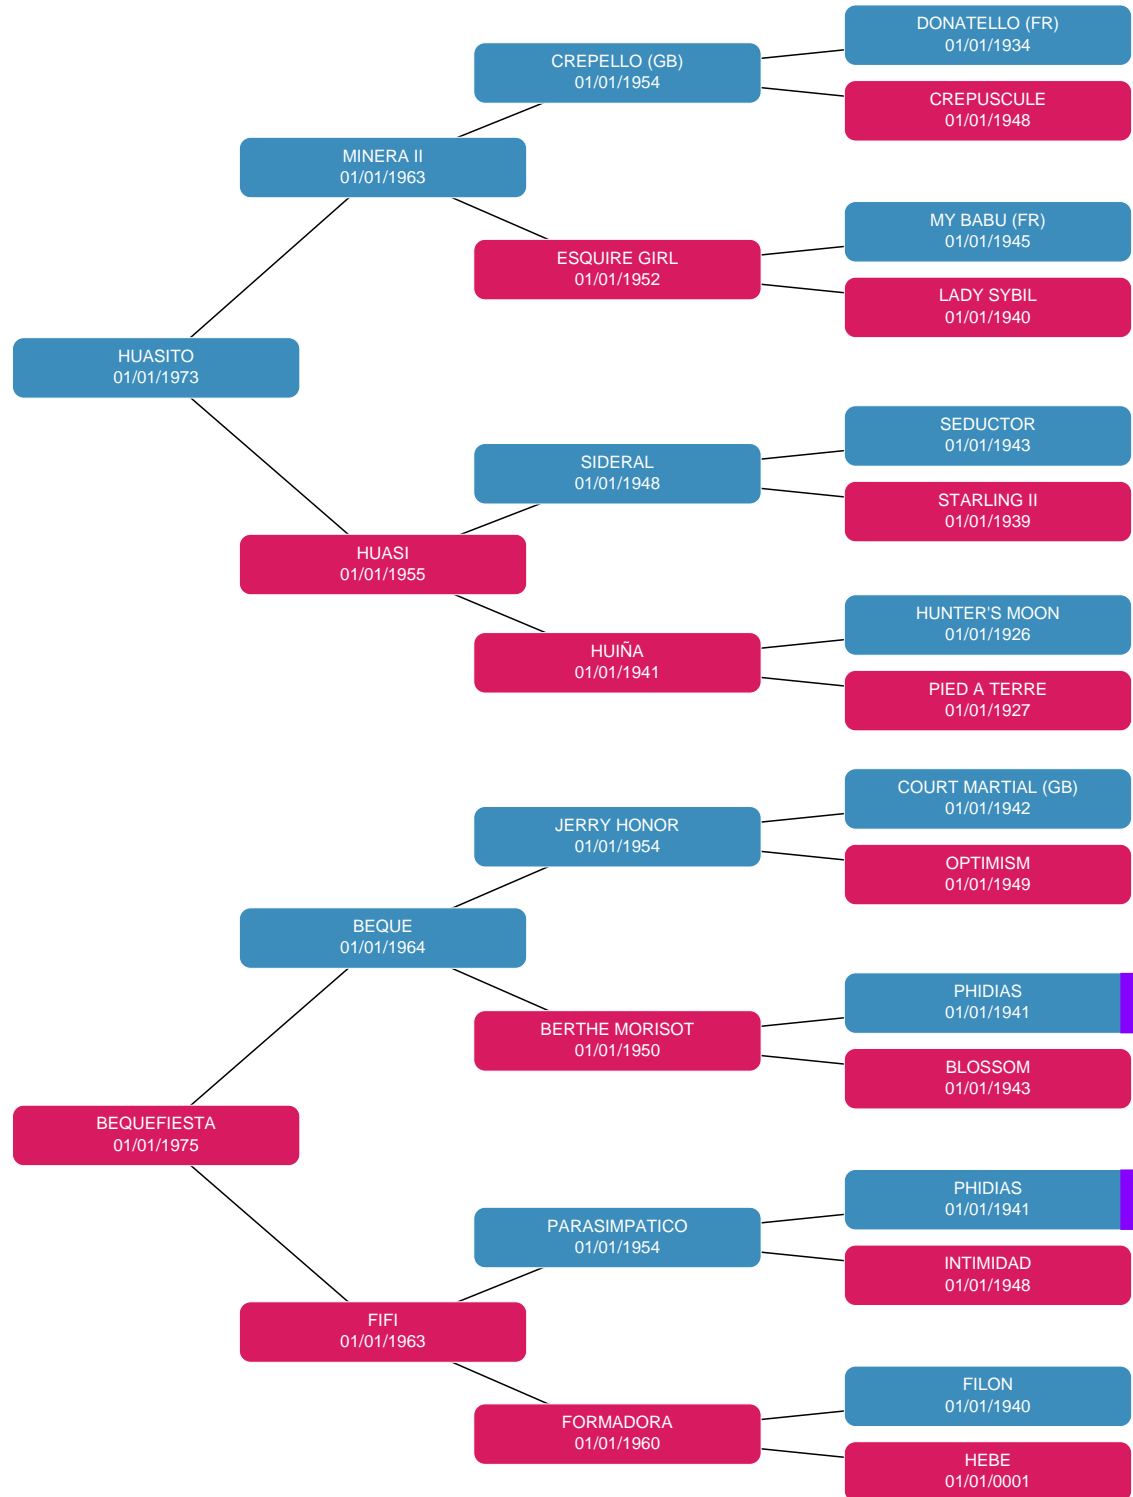 DONATELLO (FR)
01/01/1934
CREPELLO (GB)
01/01/1954
CREPUSCULE
01/01/1948
MINERA II
01/01/1963
MY BABU (FR)
01/01/1945
ESQUIRE GIRL
01/01/1952
LADY SYBIL
01/01/1940
HUASITO
01/01/1973
SEDUCTOR
01/01/1943
SIDERAL
01/01/1948
STARLING II
01/01/1939
HUASI
01/01/1955
HUNTER'S MOON
01/01/1926
HUIÑA
01/01/1941
PIED A TERRE
01/01/1927
COURT MARTIAL (GB)
01/01/1942
JERRY HONOR
01/01/1954
OPTIMISM
01/01/1949
BEQUE
01/01/1964
PHIDIAS
01/01/1941
BERTHE MORISOT
01/01/1950
BLOSSOM
01/01/1943
BEQUEFIESTA
01/01/1975
PHIDIAS
01/01/1941
PARASIMPATICO
01/01/1954
INTIMIDAD
01/01/1948
FIFI
01/01/1963
FILON
01/01/1940
FORMADORA
01/01/1960
HEBE
01/01/0001